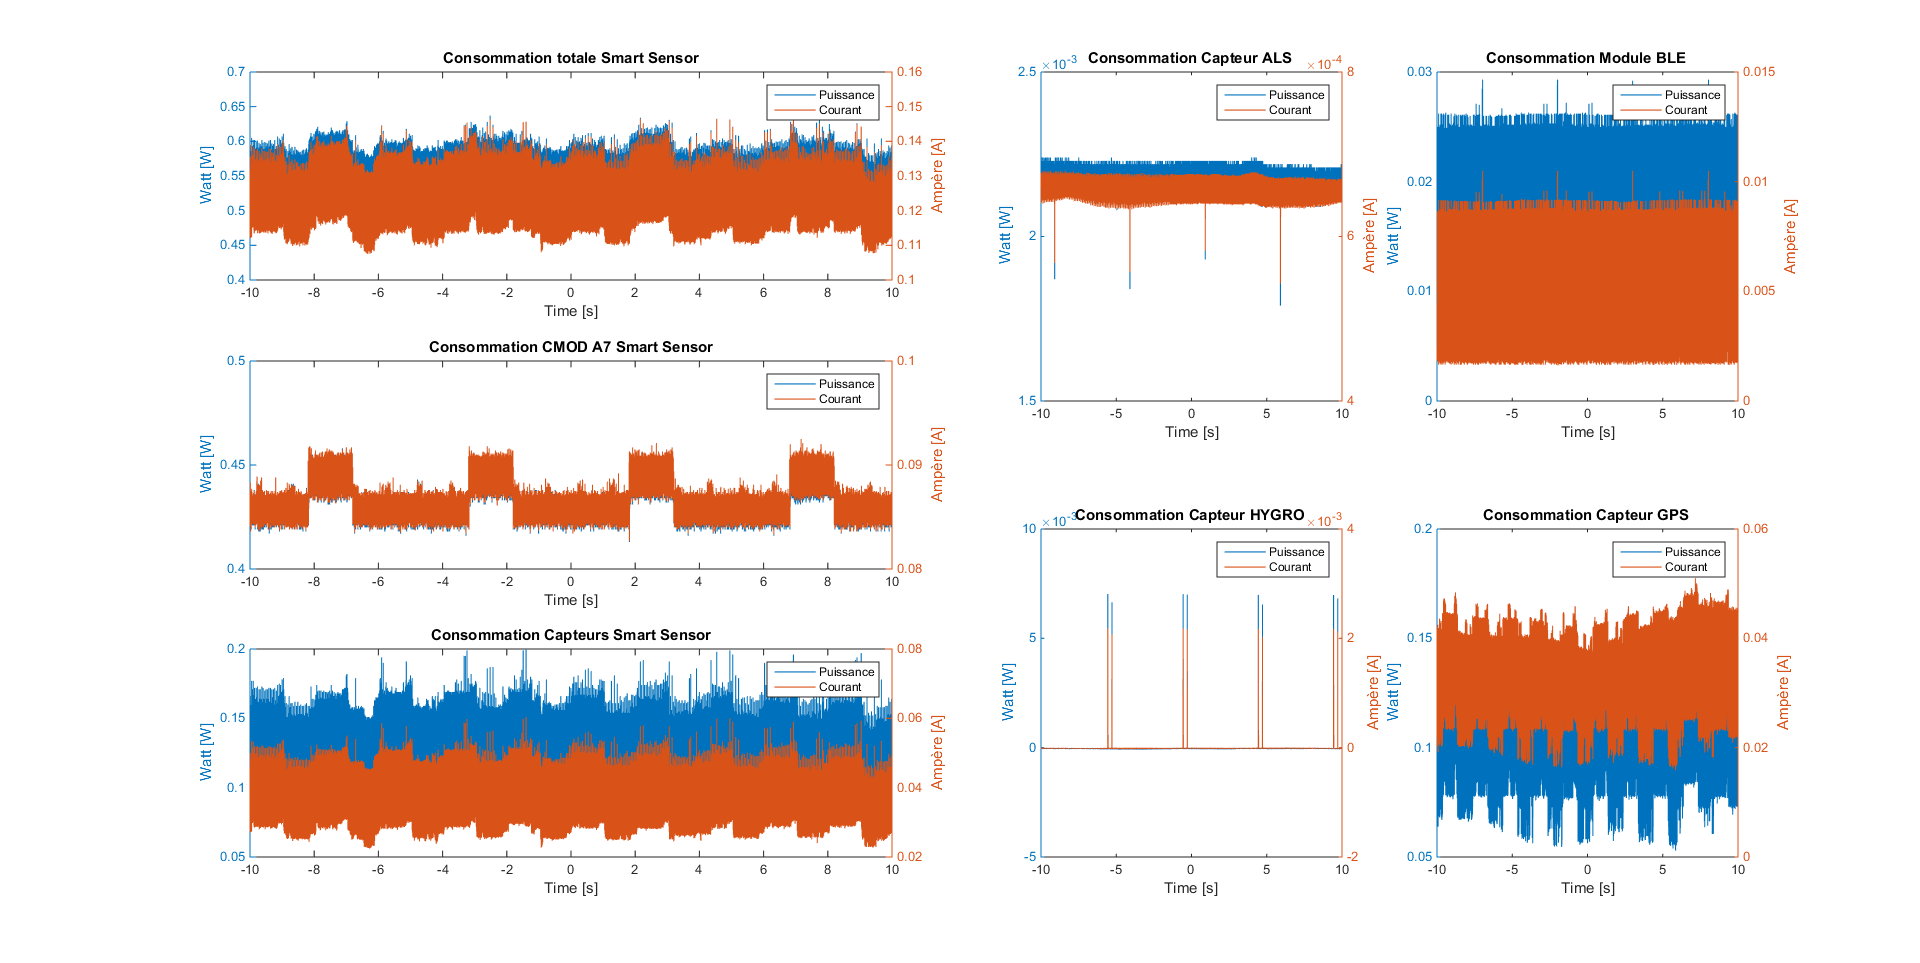 Consommation totale Smart Sensor
0.7
0.65
0.6
0.55
0.5
0.45
0.4
Watt [W]
0.16
0.15
0.14
0.13
0.12
0.11
0.1
Ampère [A]
Puissance
Courant
-10 -8 -6 -4 -2 0 2 4 6 8 10
Time [s]
Consommation CMOD A7 Smart Sensor
0.5
0.45
0.4
Watt [W]
0.1
0.09
0.08
Ampère [A]
Puissance
Courant
-10 -8 -6 -4 -2 0 2 4 6 8 10
Time [s]
Consommation Capteurs Smart Sensor
0.2
0.15
0.1
0.05
Watt [W]
0.08
0.06
0.04
0.02
Ampère [A]
Puissance
Courant
-10 -8 -6 -4 -2 0 2 4 6 8 10
Time [s]
Consommation Capteur ALS
×10⁻³
2.5
2
1.5
Watt [W]
×10⁻⁴
8
6
4
Ampère [A]
Puissance
Courant
-10 -5 0 5 10
Time [s]
Consommation Module BLE
0.03
0.02
0.01
0
Watt [W]
0.015
0.01
0.005
0
Ampère [A]
Puissance
Courant
-10 -5 0 5 10
Time [s]
Consommation Capteur HYGRO
×10⁻³
10
5
0
-5
Watt [W]
×10⁻³
4
2
0
-2
Ampère [A]
Puissance
Courant
-10 -5 0 5 10
Time [s]
Consommation Capteur GPS
0.2
0.15
0.1
0.05
Watt [W]
0.06
0.04
0.02
0
Ampère [A]
Puissance
Courant
-10 -5 0 5 10
Time [s]